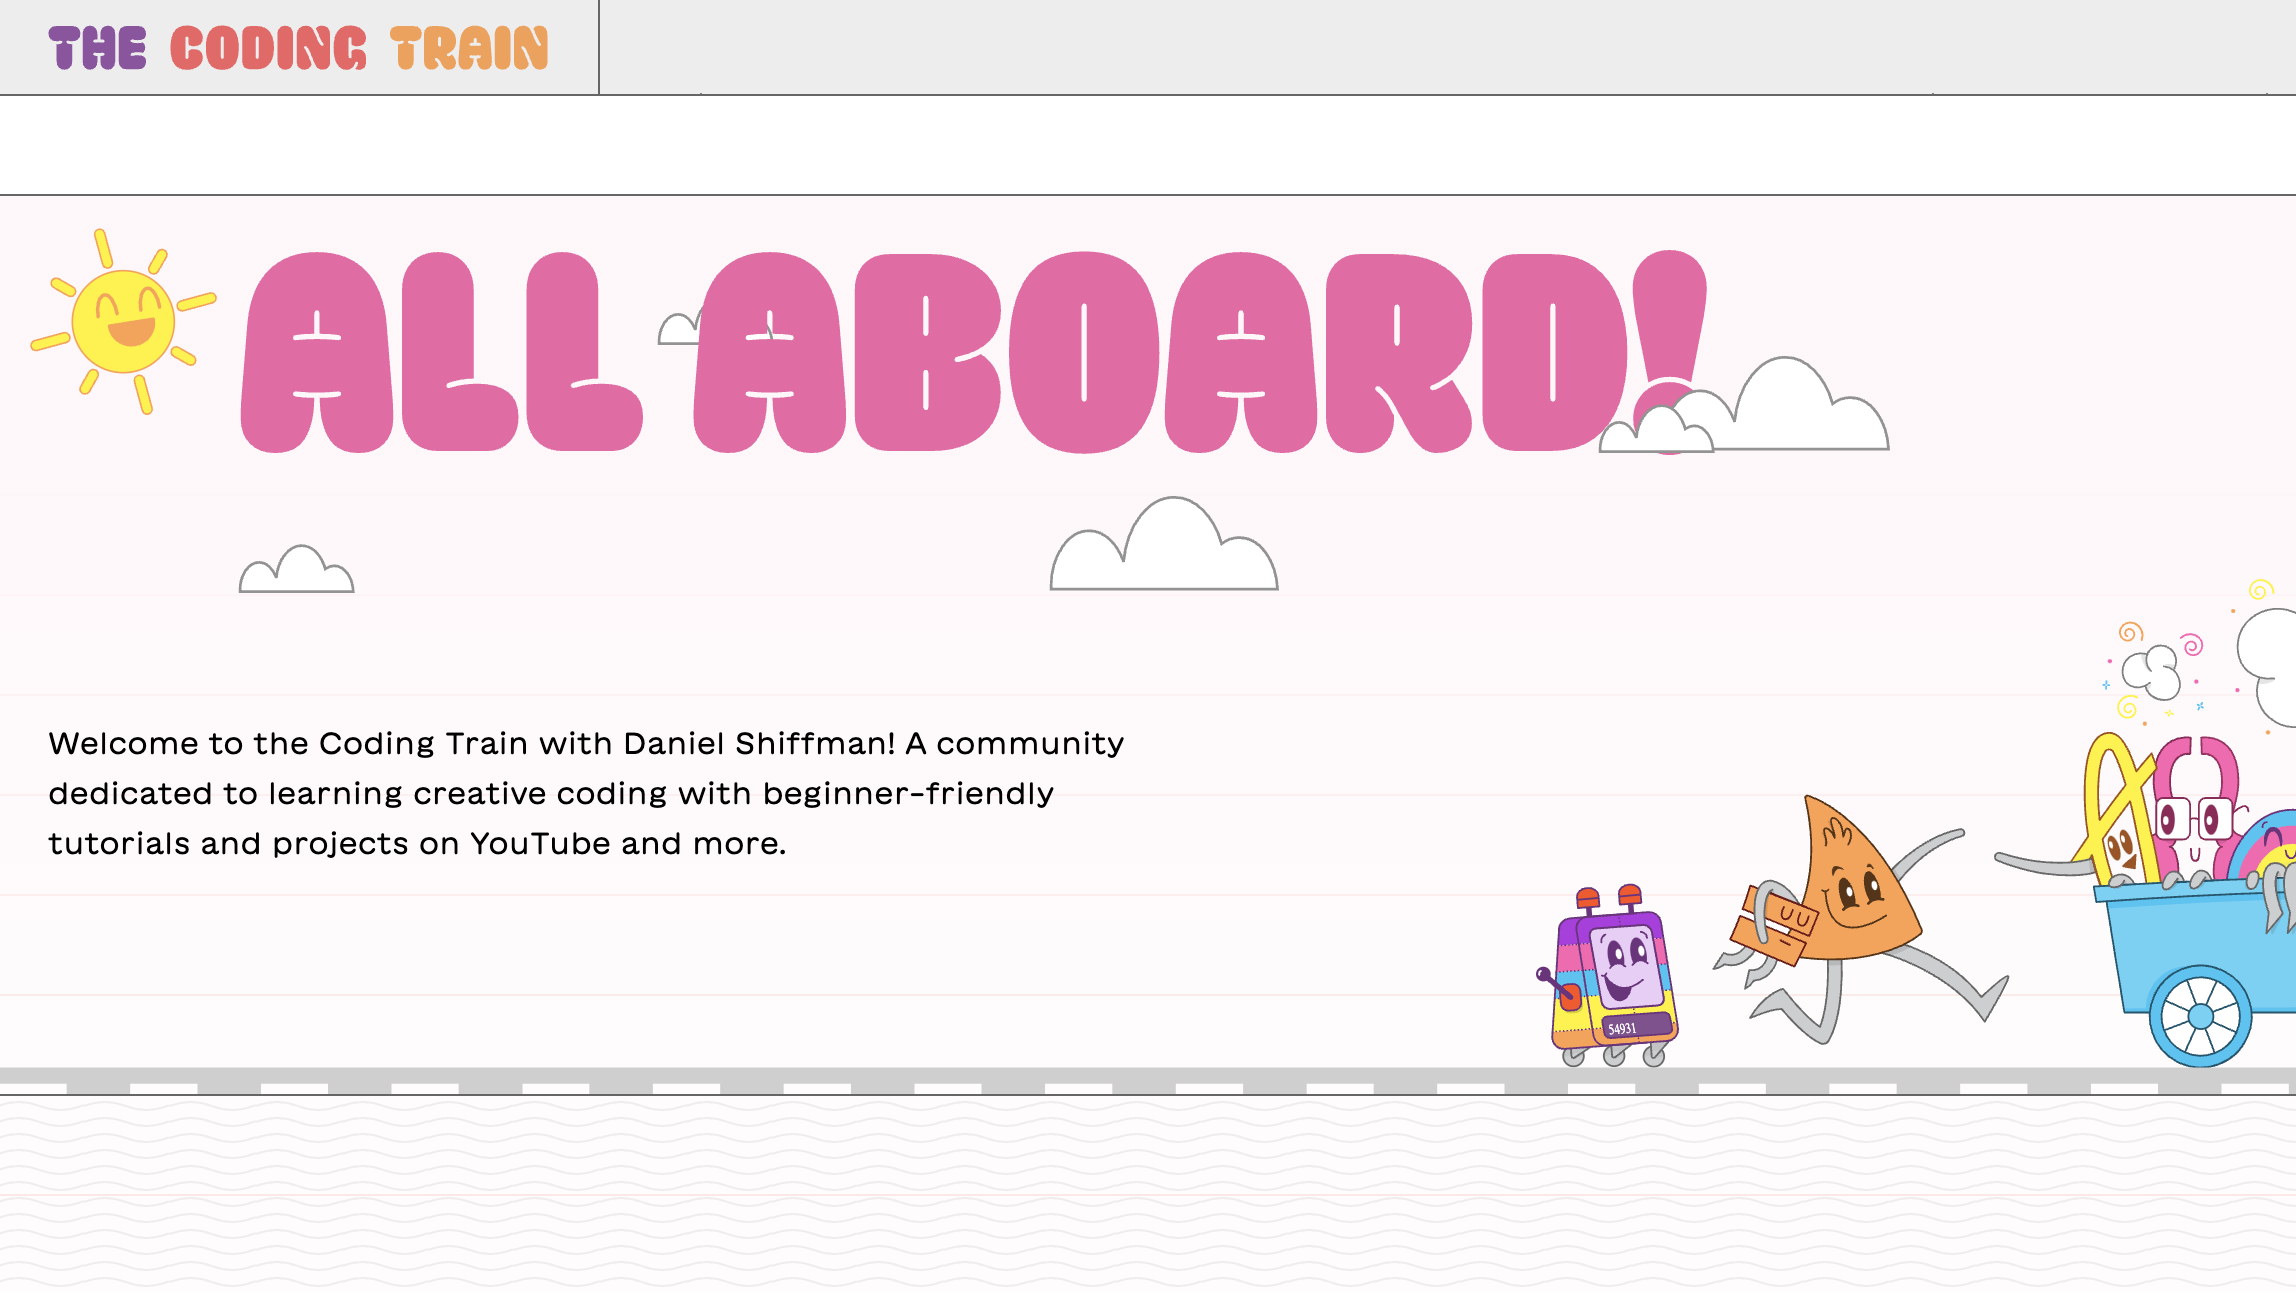 THE CODING TRAIN
ALL ABOARD!
Welcome to the Coding Train with Daniel Shiffman! A community
dedicated to learning creative coding with beginner-friendly
tutorials and projects on YouTube and more.
54931